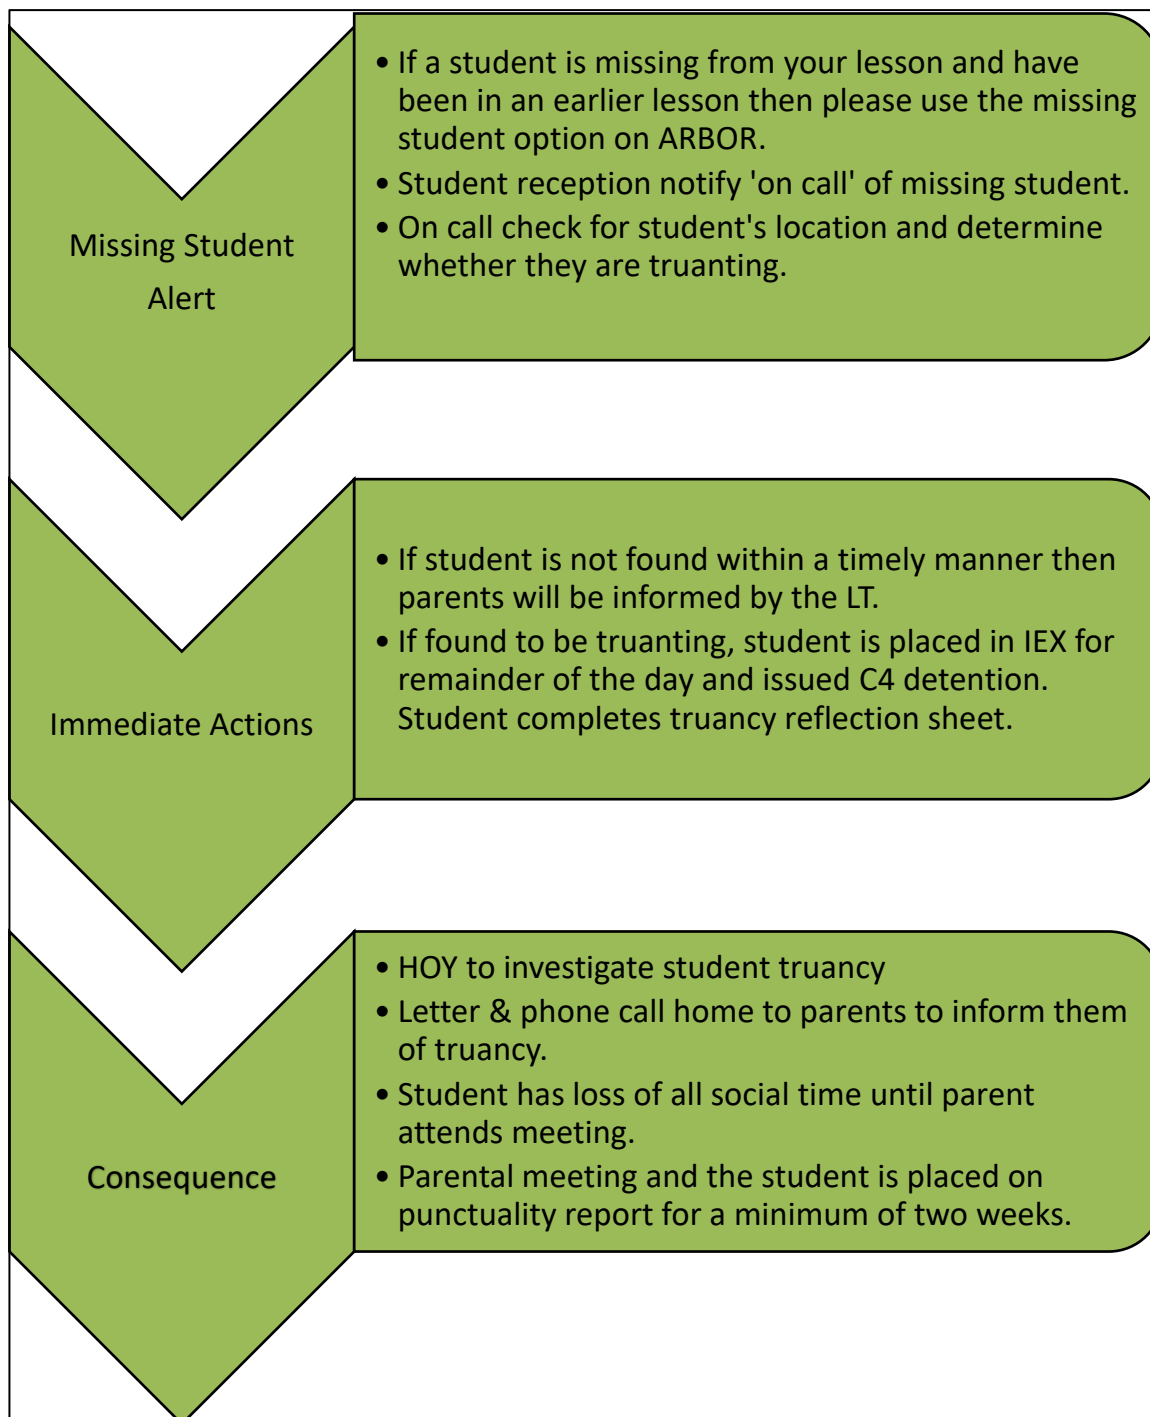 Missing Student
Alert
• If a student is missing from your lesson and have
been in an earlier lesson then please use the missing
student option on ARBOR.
• Student reception notify 'on call' of missing student.
• On call check for student's location and determine
whether they are truanting.
Immediate Actions
• If student is not found within a timely manner then
parents will be informed by the LT.
• If found to be truanting, student is placed in IEX for
remainder of the day and issued C4 detention.
Student completes truancy reflection sheet.
Consequence
• HOY to investigate student truancy
• Letter & phone call home to parents to inform them
of truancy.
• Student has loss of all social time until parent
attends meeting.
• Parental meeting and the student is placed on
punctuality report for a minimum of two weeks.